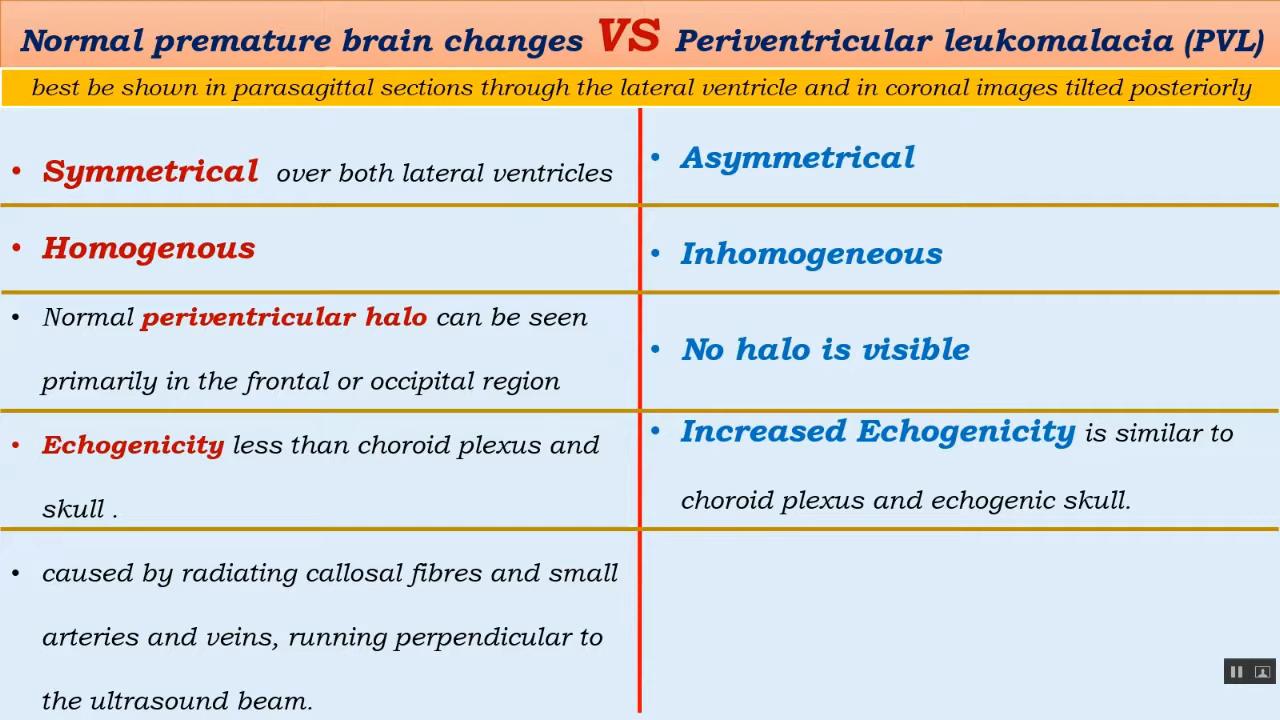 Normal premature brain changes VS Periventricular leukomalacia (PVL)
best be shown in parasagittal sections through the lateral ventricle and in coronal images tilted posteriorly
• Symmetrical over both lateral ventricles
• Asymmetrical
• Homogenous
• Inhomogeneous
• Normal periventricular halo can be seen
primarily in the frontal or occipital region
• No halo is visible
• Echogenicity less than choroid plexus and
skull .
• Increased Echogenicity is similar to
choroid plexus and echogenic skull.
• caused by radiating callosal fibres and small
arteries and veins, running perpendicular to
the ultrasound beam.